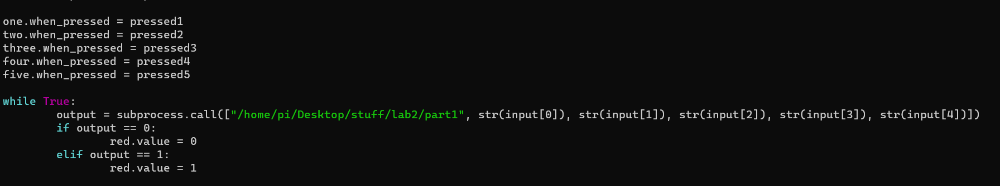 one.when_pressed = pressed1
two.when_pressed = pressed2
three.when_pressed = pressed3
four.when_pressed = pressed4
five.when_pressed = pressed5
while True:
output = subprocess.call(["/home/pi/Desktop/stuff/lab2/part1", str(input[0]), str(input[1]), str(input[2]), str(input[3]), str(input[4])])
if output == 0:
red.value = 0
elif output == 1:
red.value = 1